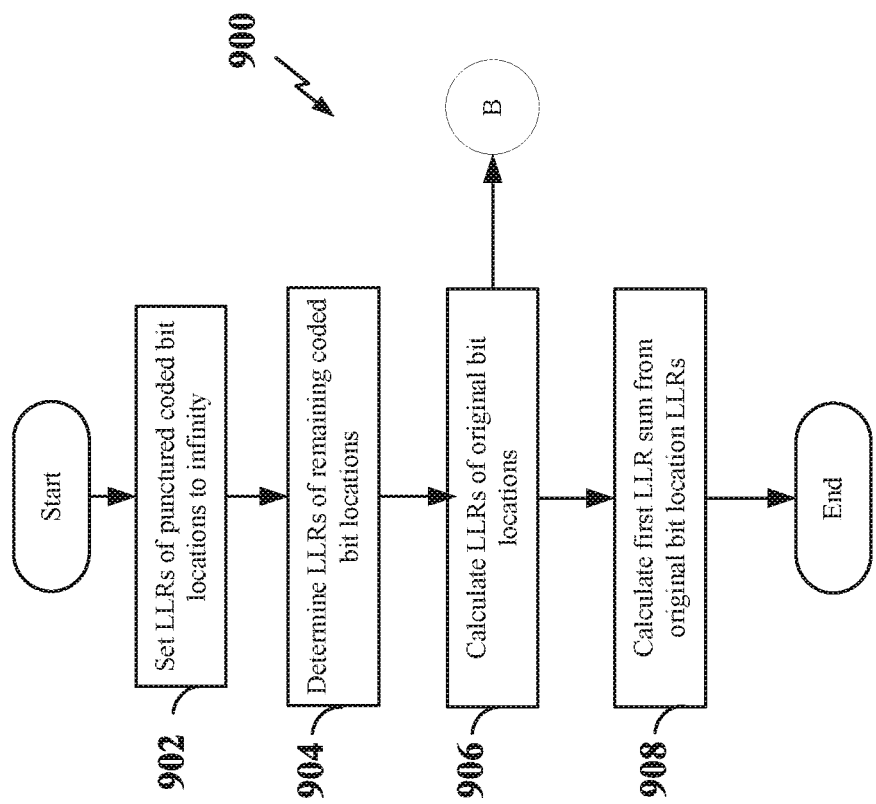 900
Start
902
Set LLRs of punctured coded bit
locations to infinity
904
Determine LLRs of remaining coded
bit locations
906
Calculate LLRs of original bit
locations
B
908
Calculate first LLR sum from
original bit location LLRs
End